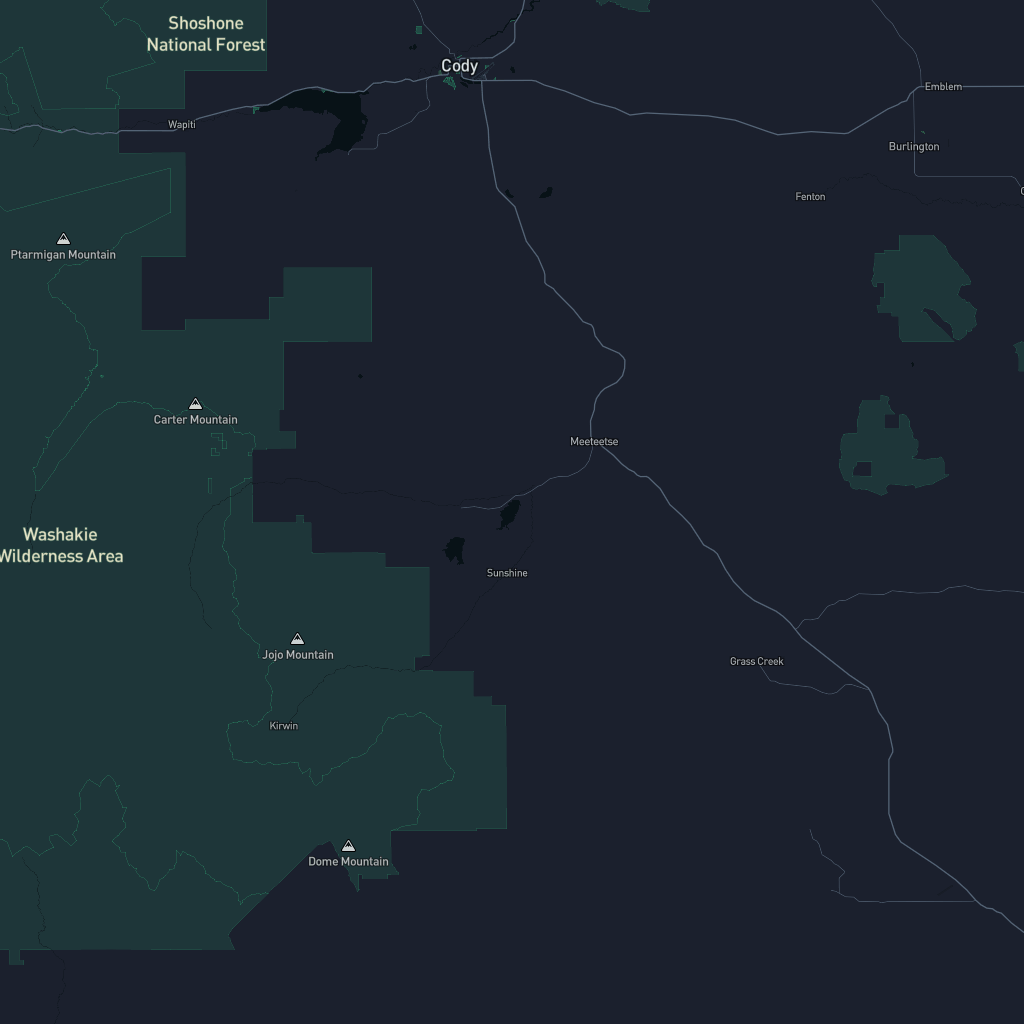 Shoshone
National Forest
Cody
Emblem
Wapiti
Burlington
Fenton
Ptarmigan Mountain
Carter Mountain
Meeteetse
Washakie
Wilderness Area
Sunshine
Jojo Mountain
Grass Creek
Kirwin
Dome Mountain